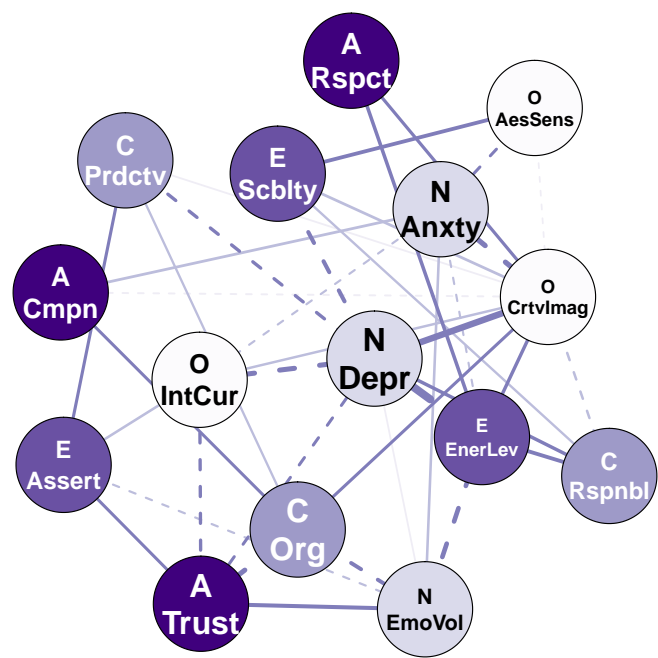 A
Rspct
O
AesSens
C
Prdctv
E
Scblty
N
Anxty
A
Cmpn
O
CrtvImag
O
IntCur
N
Depr
E
Assert
E
EnerLev
C
Rspnbl
C
Org
A
Trust
N
EmoVol